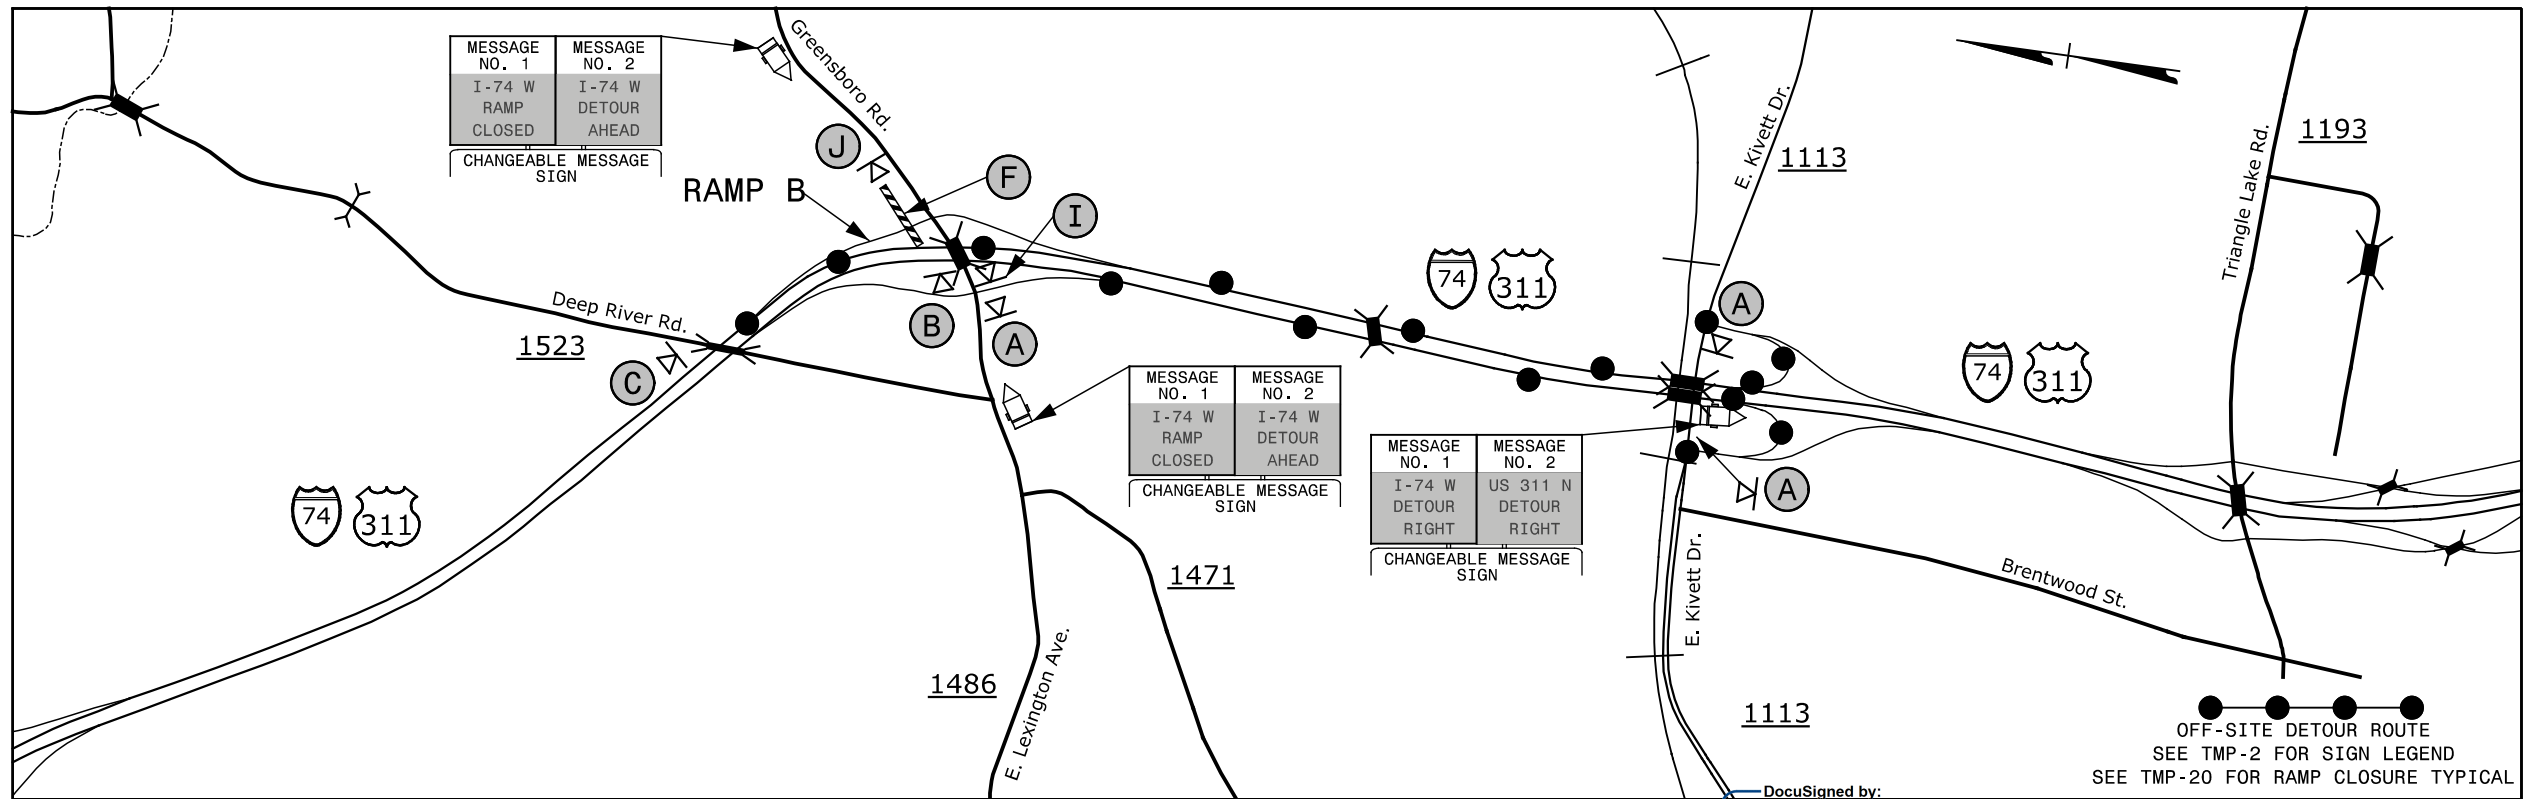 MESSAGE NO. 1
MESSAGE NO. 2
I-74 W
RAMP
CLOSED
I-74 W
DETOUR
AHEAD
CHANGEABLE MESSAGE
SIGN
Greensboro Rd.
J
F
RAMP B
I
B
A
Deep River Rd.
1523
C
74
311
MESSAGE NO. 1
MESSAGE NO. 2
I-74 W
RAMP
CLOSED
I-74 W
DETOUR
AHEAD
CHANGEABLE MESSAGE
SIGN
1471
1486
E. Lexington Ave.
74
311
E. Kivett Dr.
1113
A
MESSAGE NO. 1
MESSAGE NO. 2
I-74 W
DETOUR
RIGHT
US 311 N
DETOUR
RIGHT
CHANGEABLE MESSAGE
SIGN
A
E. Kivett Dr.
1113
Brentwood St.
74
311
Triangle Lake Rd.
1193
OFF-SITE DETOUR ROUTE
SEE TMP-2 FOR SIGN LEGEND
SEE TMP-20 FOR RAMP CLOSURE TYPICAL
DocuSigned by: